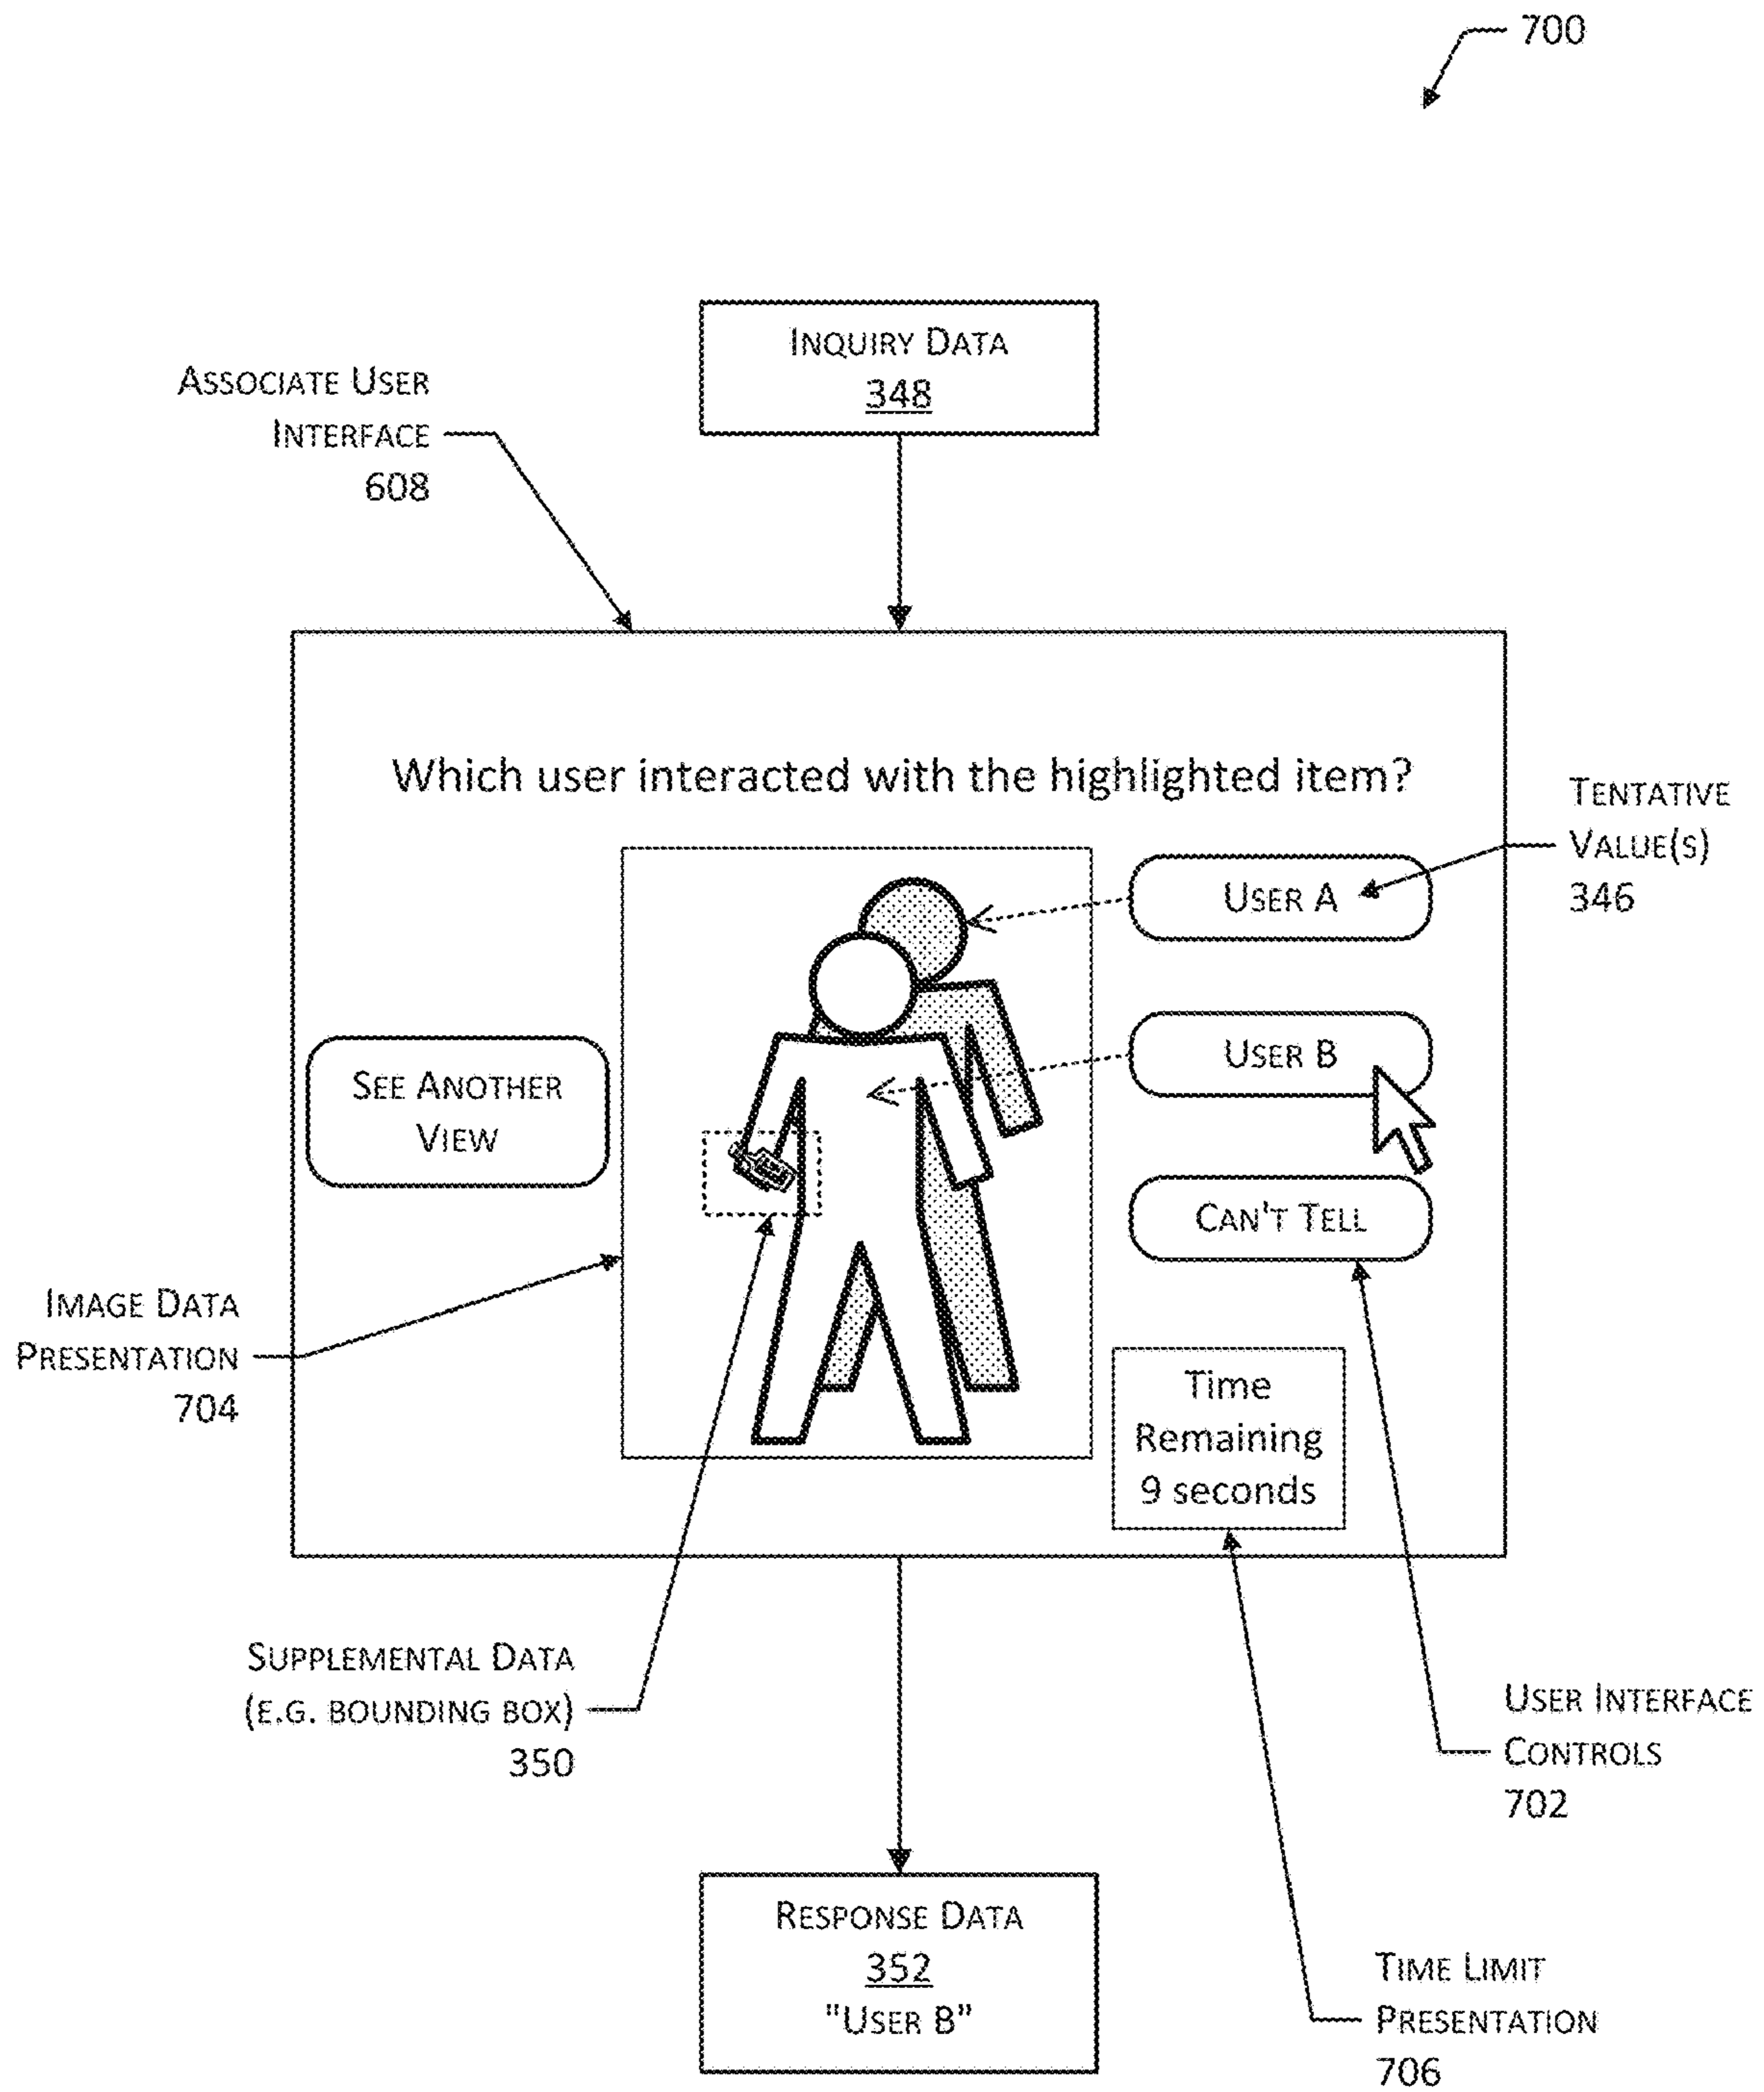 700
INQUIRY DATA
348
ASSOCIATE USER
INTERFACE
608
Which user interacted with the highlighted item?
TENTATIVE
VALUE(S)
346
USER A
USER B
SEE ANOTHER
VIEW
CAN'T TELL
IMAGE DATA
PRESENTATION
704
Time
Remaining
9 seconds
SUPPLEMENTAL DATA
(E.G. BOUNDING BOX)
350
USER INTERFACE
CONTROLS
702
RESPONSE DATA
352
"USER B"
TIME LIMIT
PRESENTATION
706